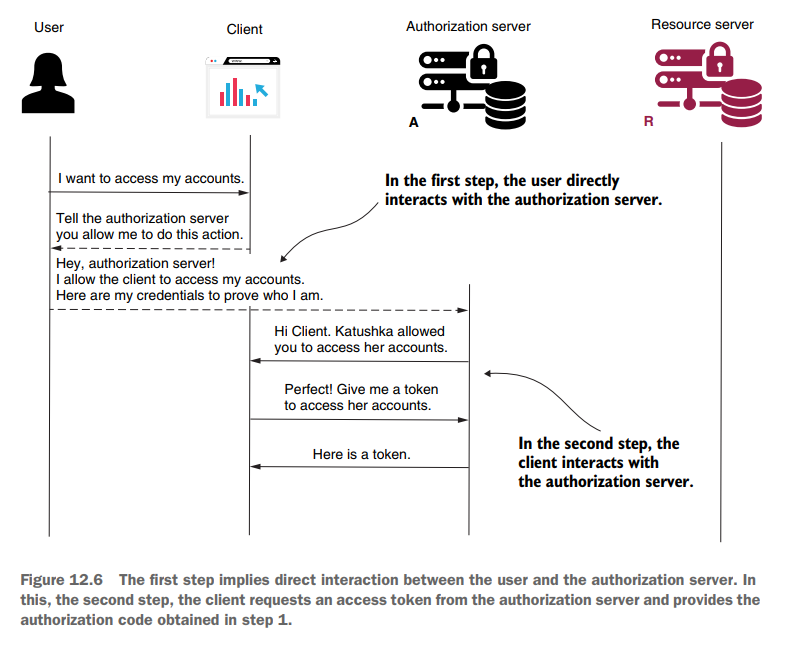 User
Client
Authorization server
Resource server
A
R
I want to access my accounts.
In the first step, the user directly
interacts with the authorization server.
Tell the authorization server
you allow me to do this action.
Hey, authorization server!
I allow the client to access my accounts.
Here are my credentials to prove who I am.
Hi Client. Katushka allowed
you to access her accounts.
Perfect! Give me a token
to access her accounts.
In the second step, the
client interacts with
the authorization server.
Here is a token.
Figure 12.6 The first step implies direct interaction between the user and the authorization server. In
this, the second step, the client requests an access token from the authorization server and provides the
authorization code obtained in step 1.